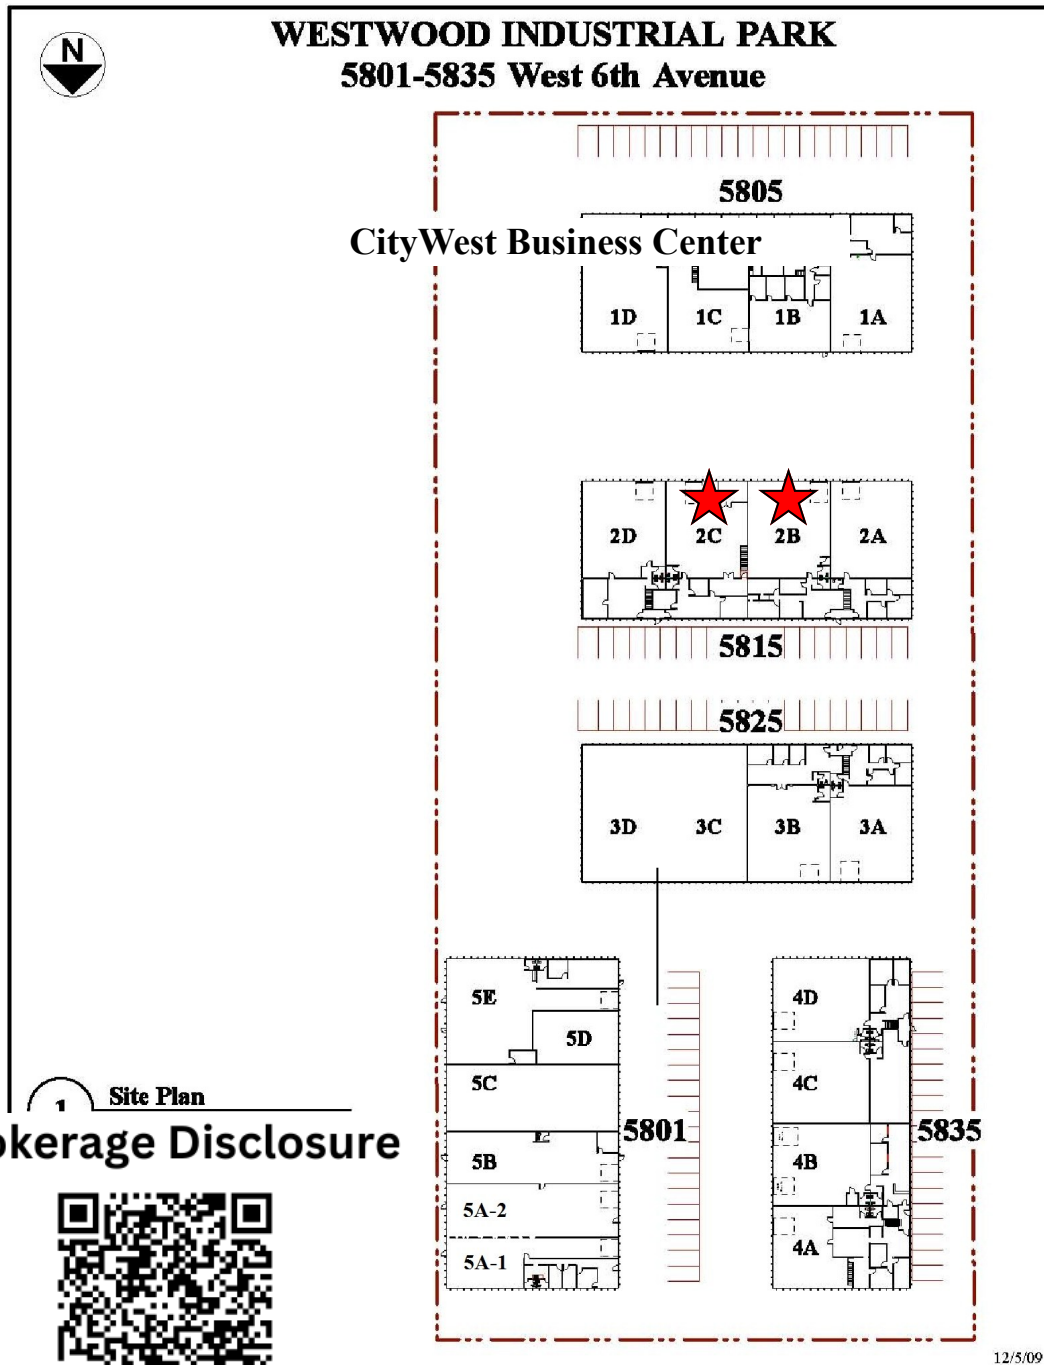 N
WESTWOOD INDUSTRIAL PARK
5801-5835 West 6th Avenue
5805
CityWest Business Center
1D 1C 1B 1A
2D 2C 2B 2A
5815
5825
3D 3C 3B 3A
5E
4D
5D
5C
4C
1 Site Plan
5801
5835
okerage Disclosure
5B
4B
5A-2
5A-1
4A
12/5/09